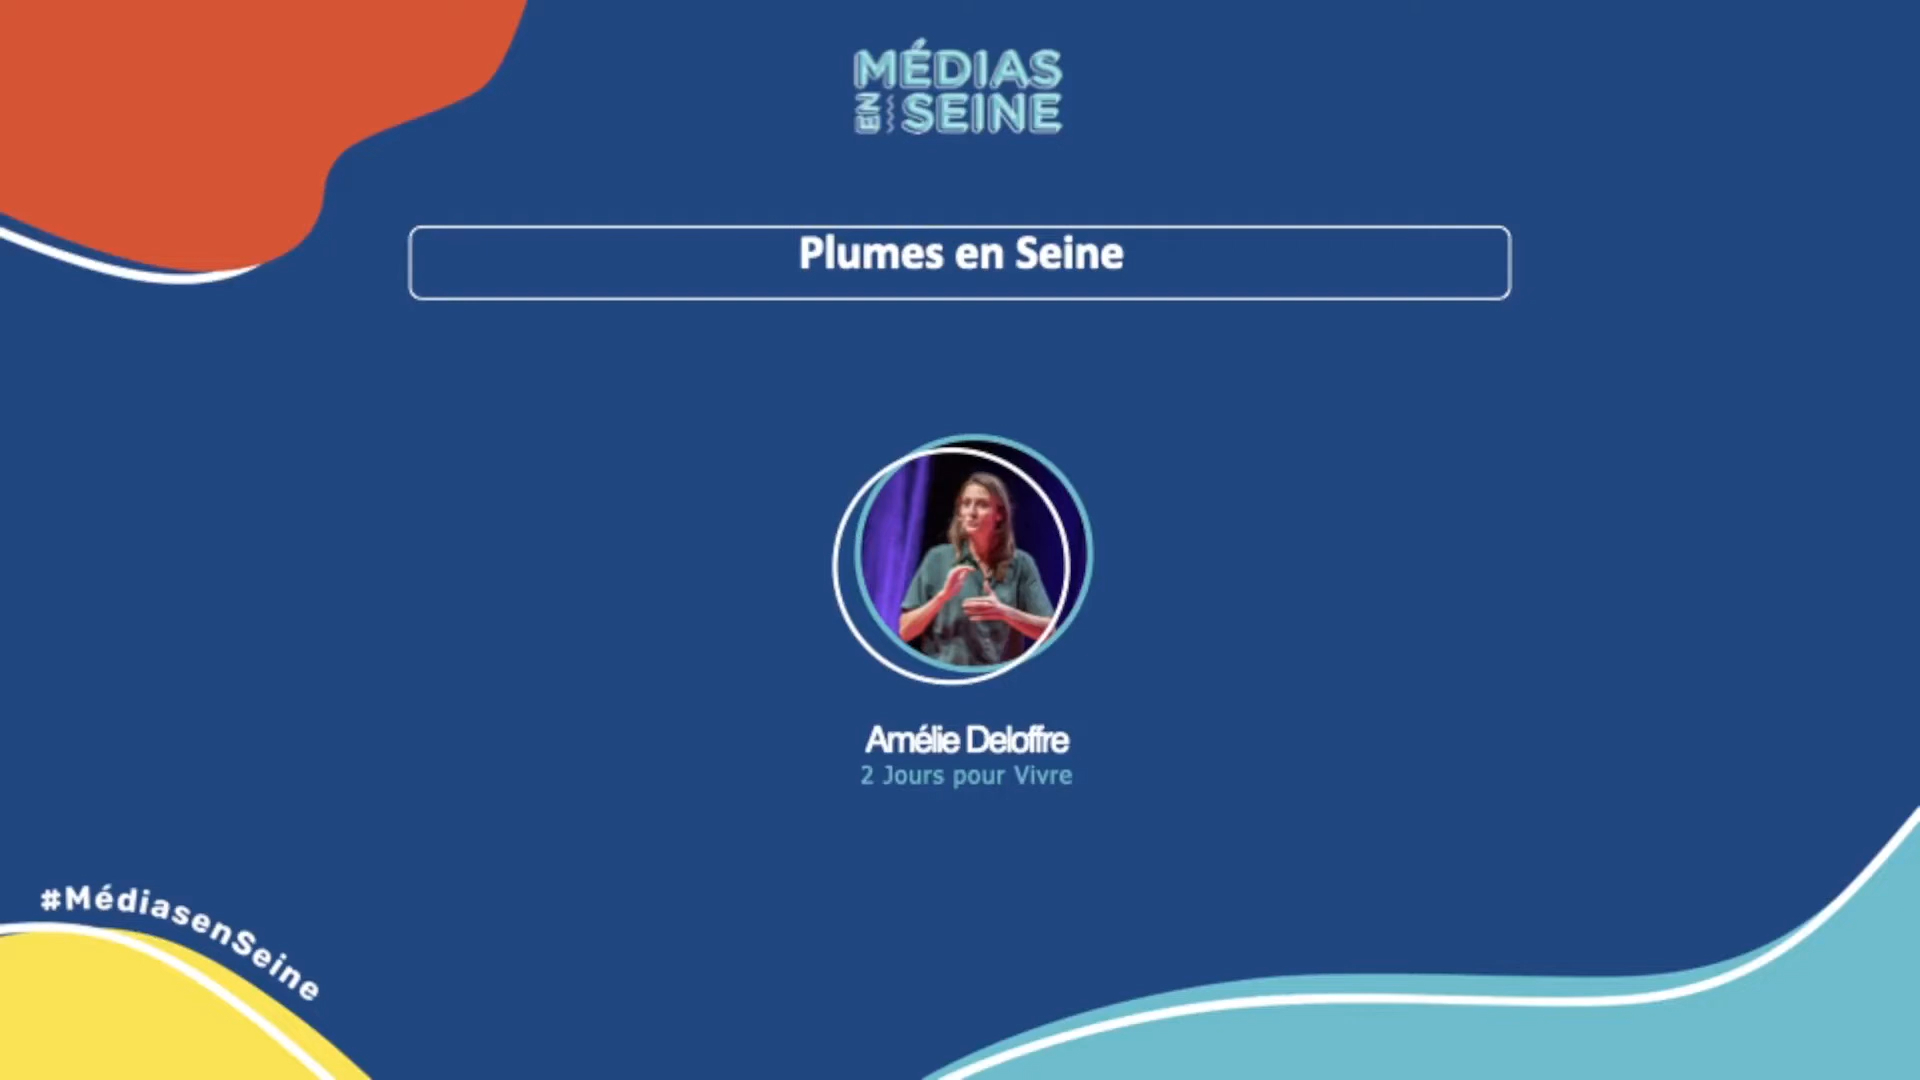 MÉDIAS
EN SEINE
Plumes en Seine
Amélie Deloffre
2 Jours pour Vivre
#MédiasenSeine